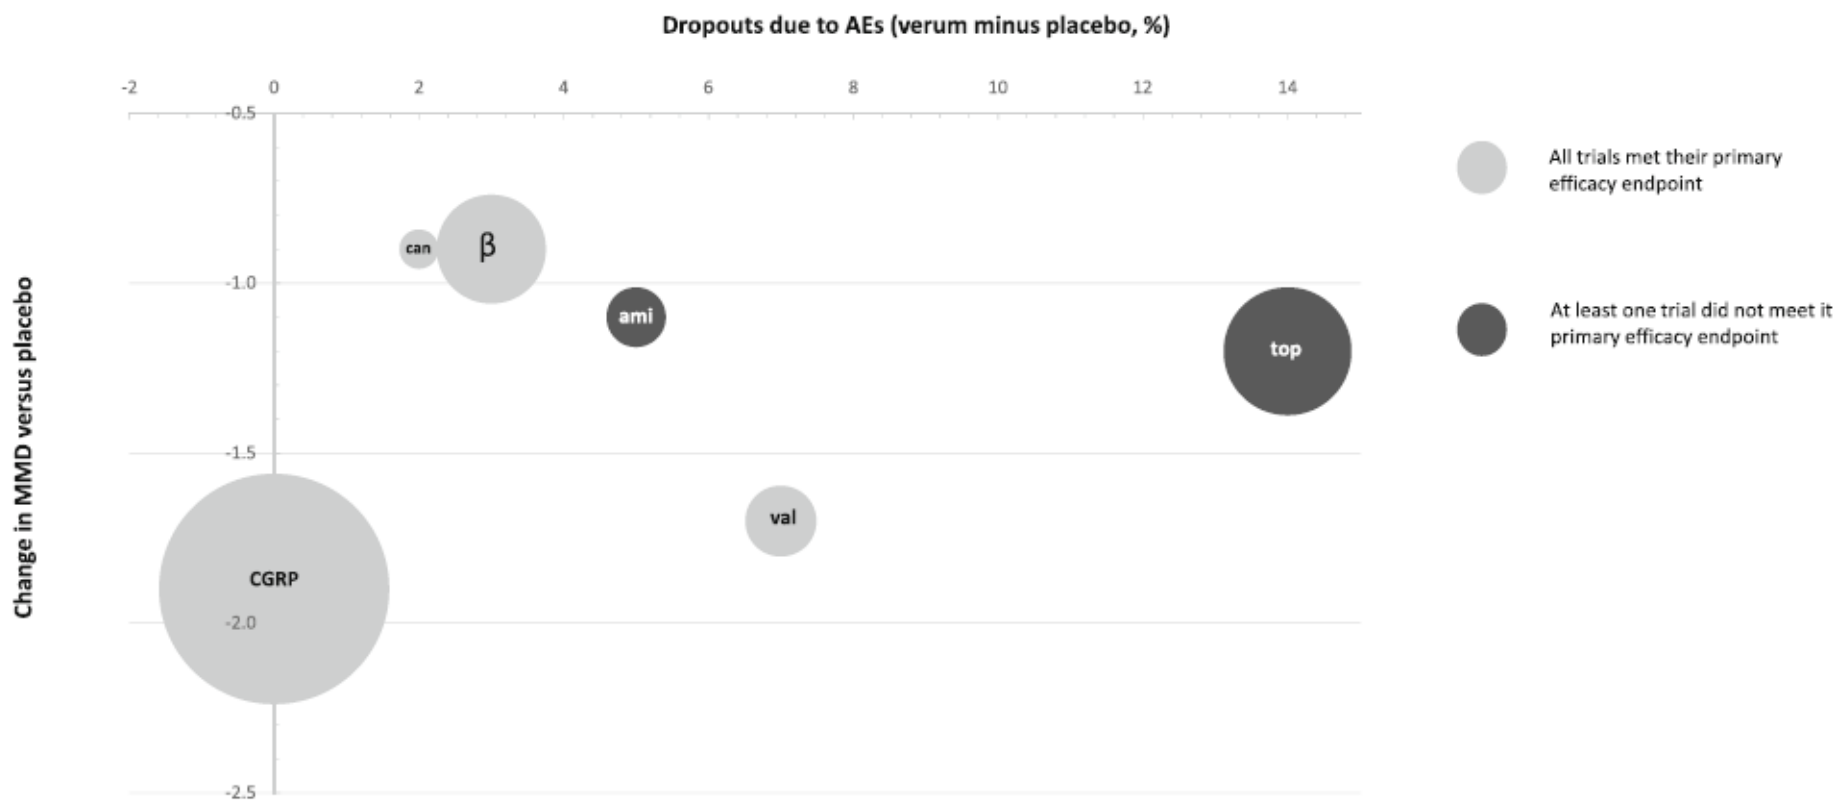 Dropouts due to AEs (verum minus placebo, %)
-2 0 2 4 6 8 10 12 14
-0.5
All trials met their primary
efficacy endpoint
can
β
-1.0
At least one trial did not meet it
primary efficacy endpoint
ami
top
-1.5
val
CGRP
-2.0
-2.5
Change in MMD versus placebo